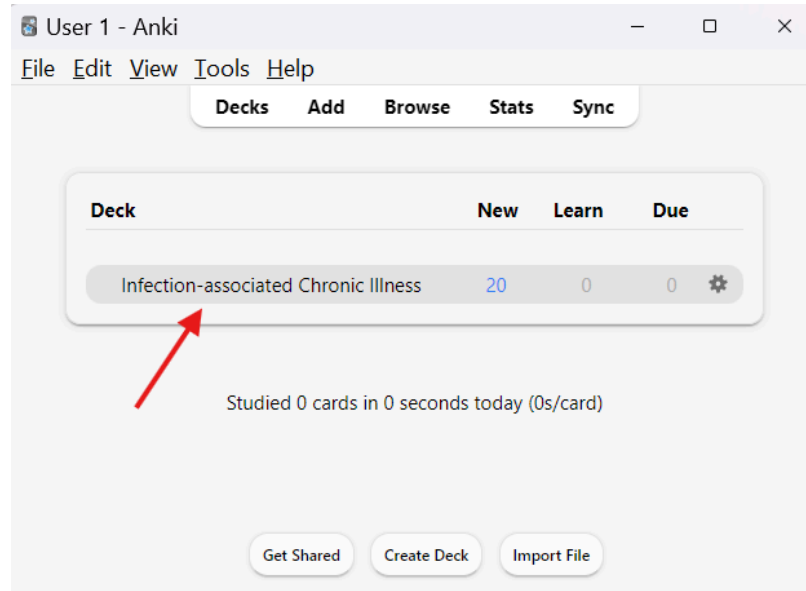 User 1 - Anki
File Edit View Tools Help
Decks Add Browse Stats Sync
Deck New Learn Due
Infection-associated Chronic Illness 20 0 0
Studied 0 cards in 0 seconds today (0s/card)
Get Shared Create Deck Import File